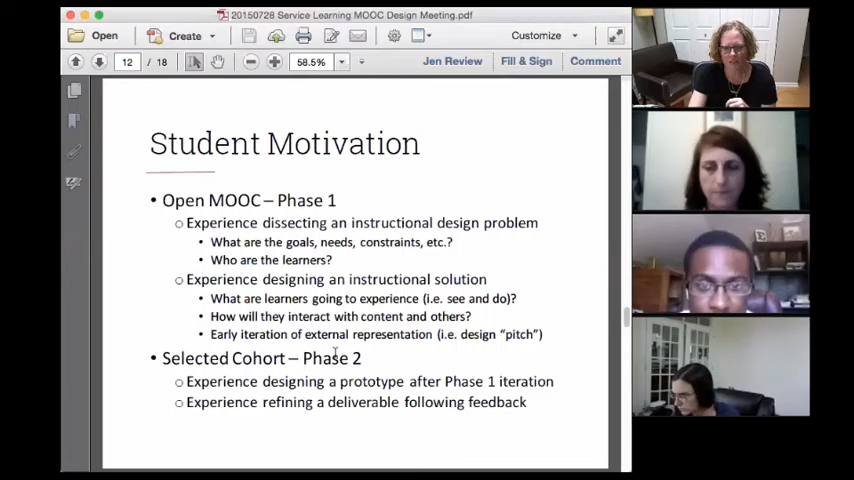 20150728 Service Learning MOOC Design Meeting.pdf
Open
Create
Customize
12 / 18
58.5%
Jen Review
Fill & Sign
Comment
Student Motivation
• Open MOOC – Phase 1
○ Experience dissecting an instructional design problem
• What are the goals, needs, constraints, etc.?
• Who are the learners?
○ Experience designing an instructional solution
• What are learners going to experience (i.e. see and do)?
• How will they interact with content and others?
• Early iteration of external representation (i.e. design “pitch”)
• Selected Cohort – Phase 2
○ Experience designing a prototype after Phase 1 iteration
○ Experience refining a deliverable following feedback